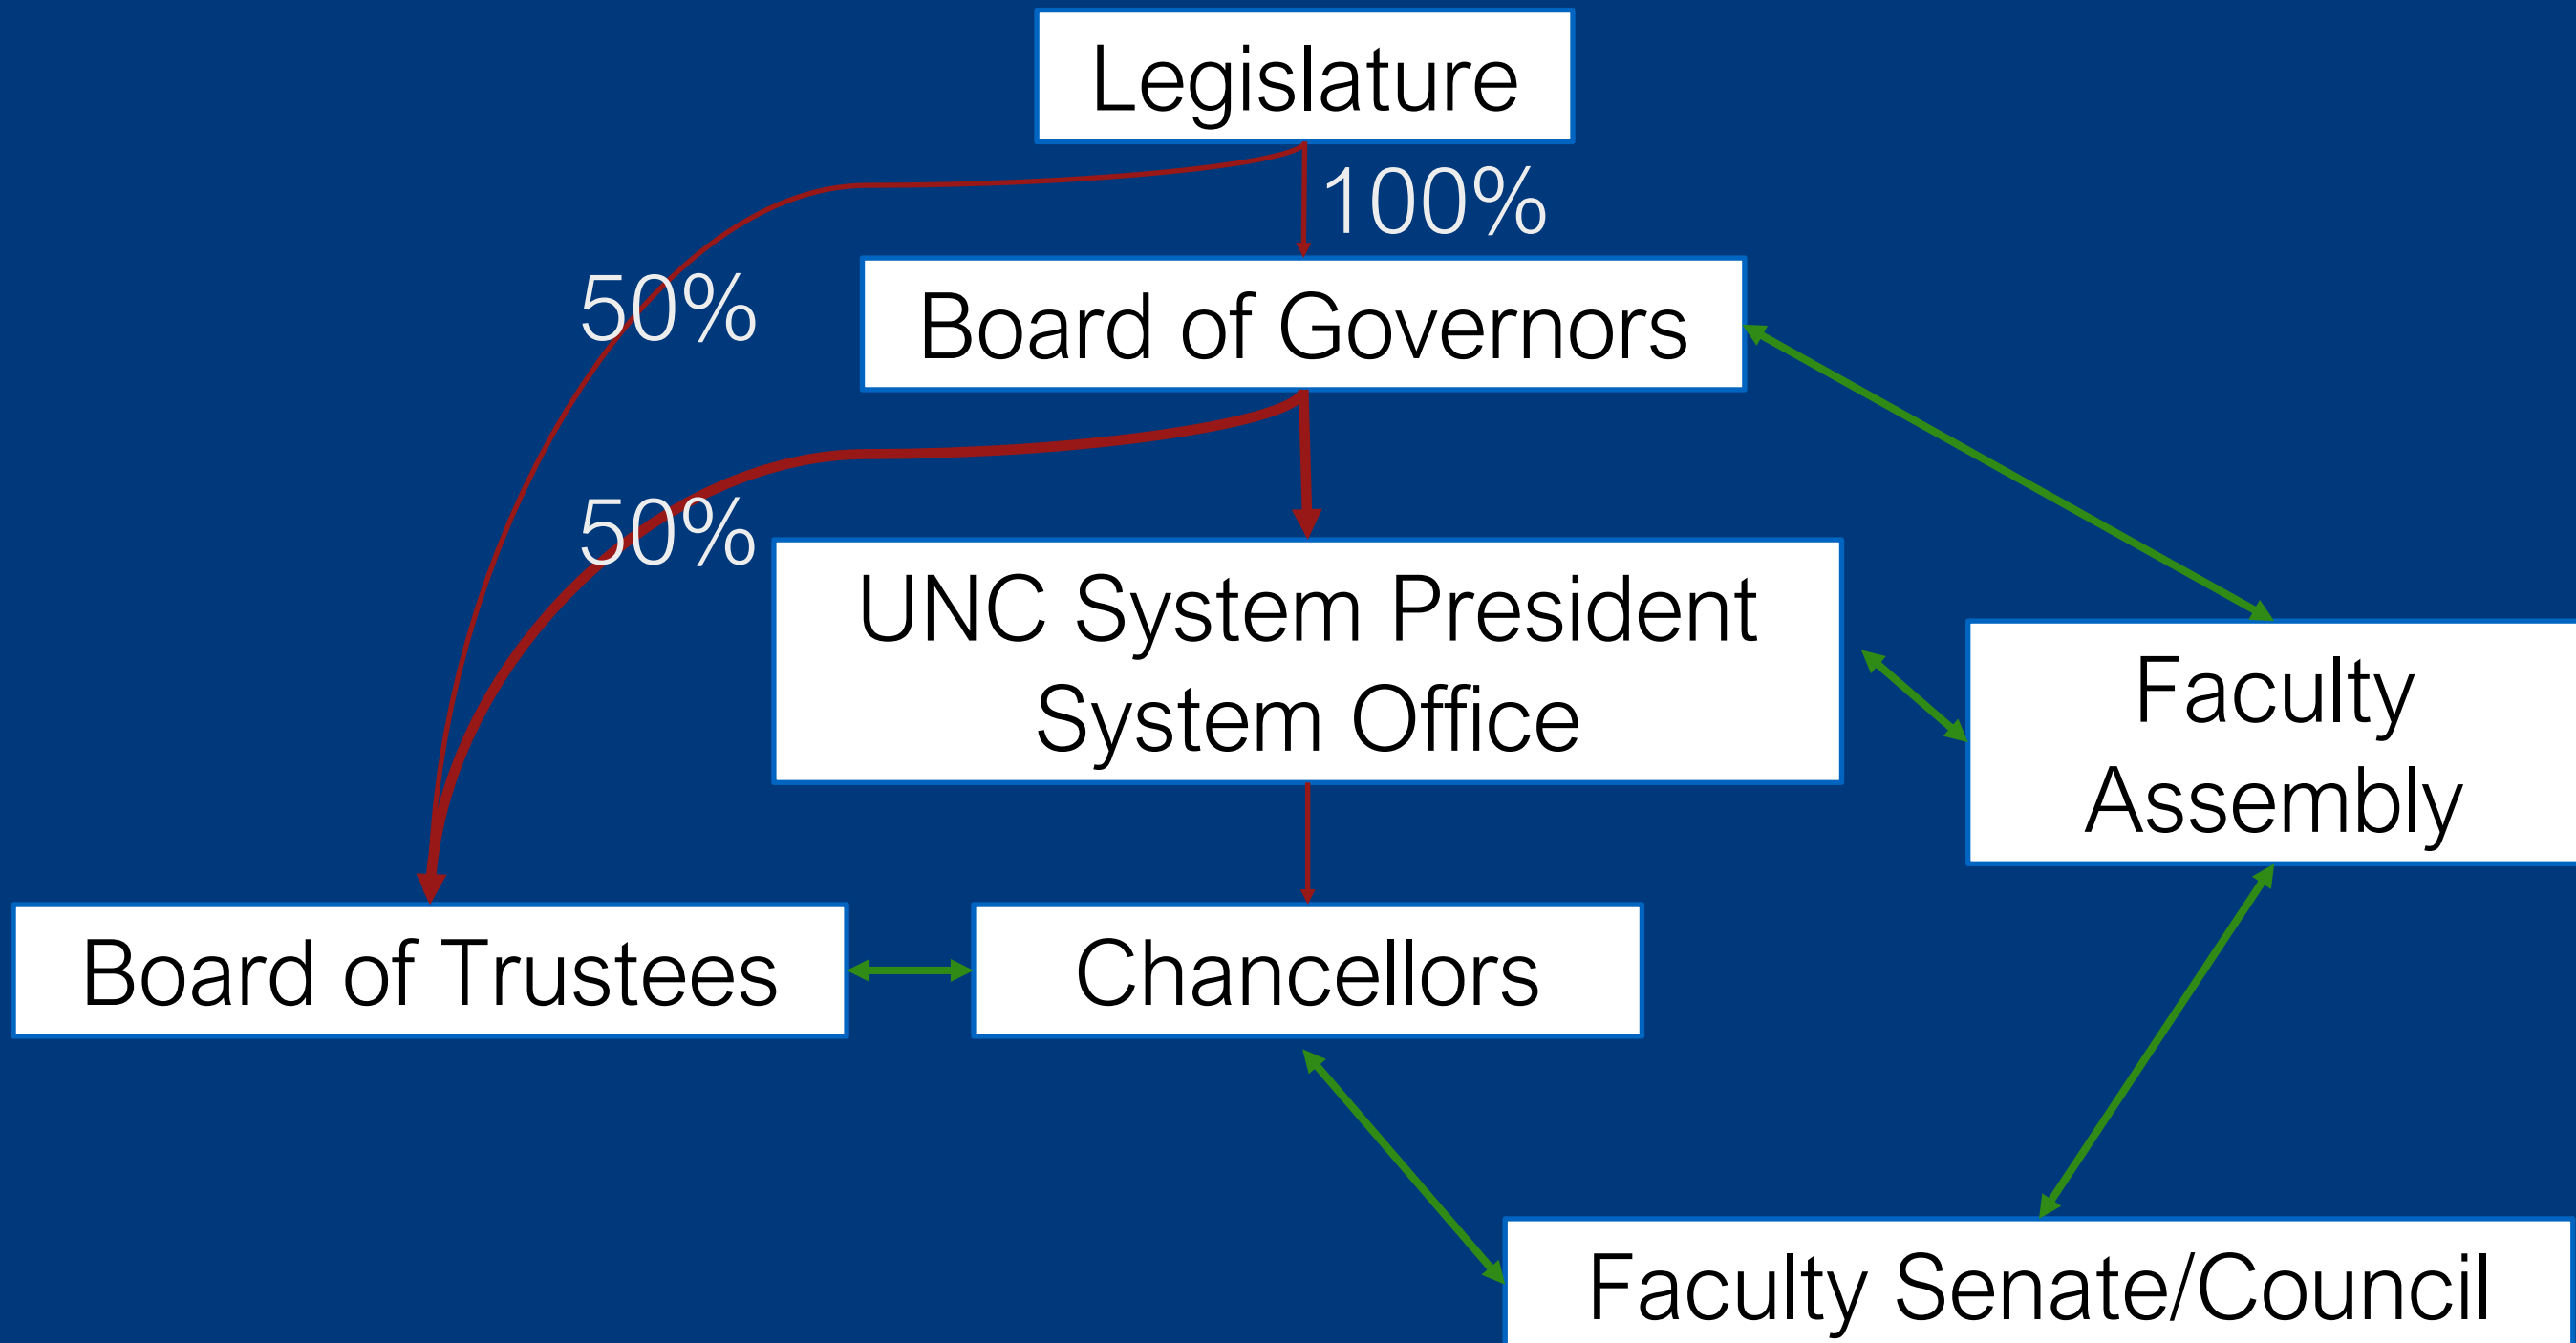 Legislature
100%
50%
Board of Governors
50%
UNC System President
System Office
Faculty
Assembly
Board of Trustees
Chancellors
Faculty Senate/Council